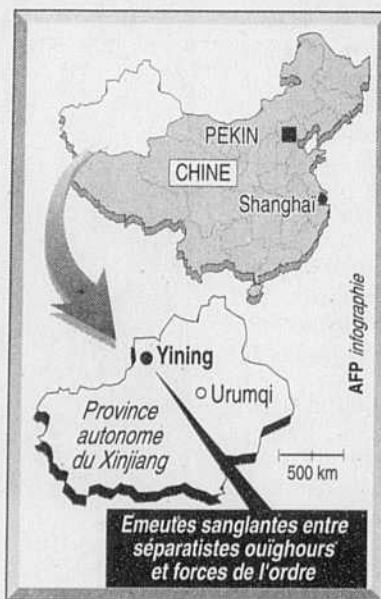 PEKIN
CHINE
Shanghaï
AFP infographie
Yining
Urumqi
Province
autonome
du Xinjiang
500 km
Emeutes sanglantes entre
séparatistes ouïghours
et forces de l'ordre